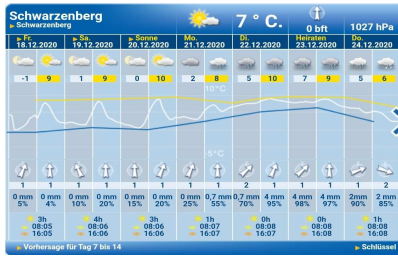 Schwarzenberg
► Schwarzenberg
7 ° C.
0 bft
1027 hPa
► Fr. ► Sa. ► Sonne Mo. Di. Heiraten Do.
18.12.2020 19.12.2020 20.12.2020 21.12.2020 22.12.2020 23.12.2020 24.12.2020
-1 9 1 9 0 10 2 8 5 10 7 9 5 6
10°C
-5°C
1 1 1 1 1 1 1 1 2 1 1 1 1 2
0 mm 0 mm 0 mm 0 mm 0 mm 0 mm 0 mm 0,7 mm 0,7 mm 4 mm 4 mm 4 mm 2mm 2 mm
5% 4% 10% 20% 15% 20% 25% 55% 70% 95% 98% 97% 90% 85%
3h 4h 3h 1h 0h 0h 1h
08:05 08:06 08:06 08:07 08:07 08:08 08:08
16:05 16:06 16:06 16:07 16:07 16:08 16:08
► Vorhersage für Tag 7 bis 14
► Schlüssel